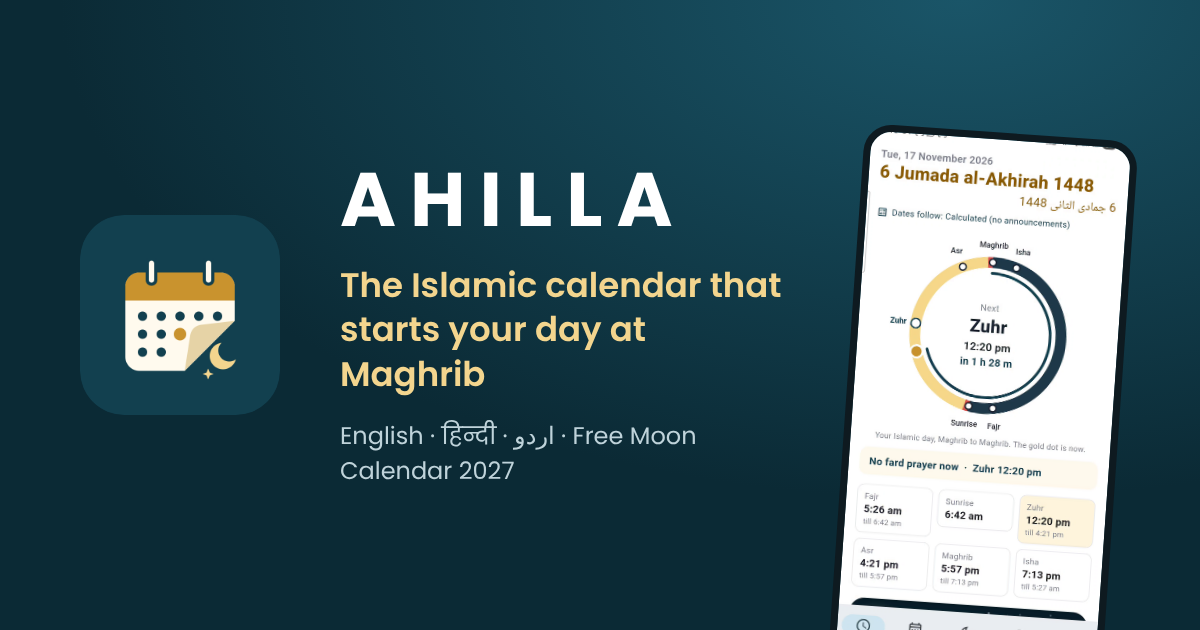 AHILLA
The Islamic calendar that
starts your day at
Maghrib
English · हिन्दी · اردو · Free Moon
Calendar 2027
Tue, 17 November 2026
6 Jumada al-Akhirah 1448
6 جمادی الثانی 1448
Dates follow: Calculated (no announcements)
Asr
Maghrib
Isha
Zuhr
Next
Zuhr
12:20 pm
in 1 h 28 m
Sunrise
Fajr
Your Islamic day, Maghrib to Maghrib. The gold dot is now.
No fard prayer now · Zuhr 12:20 pm
Fajr
5:26 am
till 6:42 am
Sunrise
6:42 am
Zuhr
12:20 pm
till 4:21 pm
Asr
4:21 pm
till 5:57 pm
Maghrib
5:57 pm
till 7:13 pm
Isha
7:13 pm
till 5:27 am